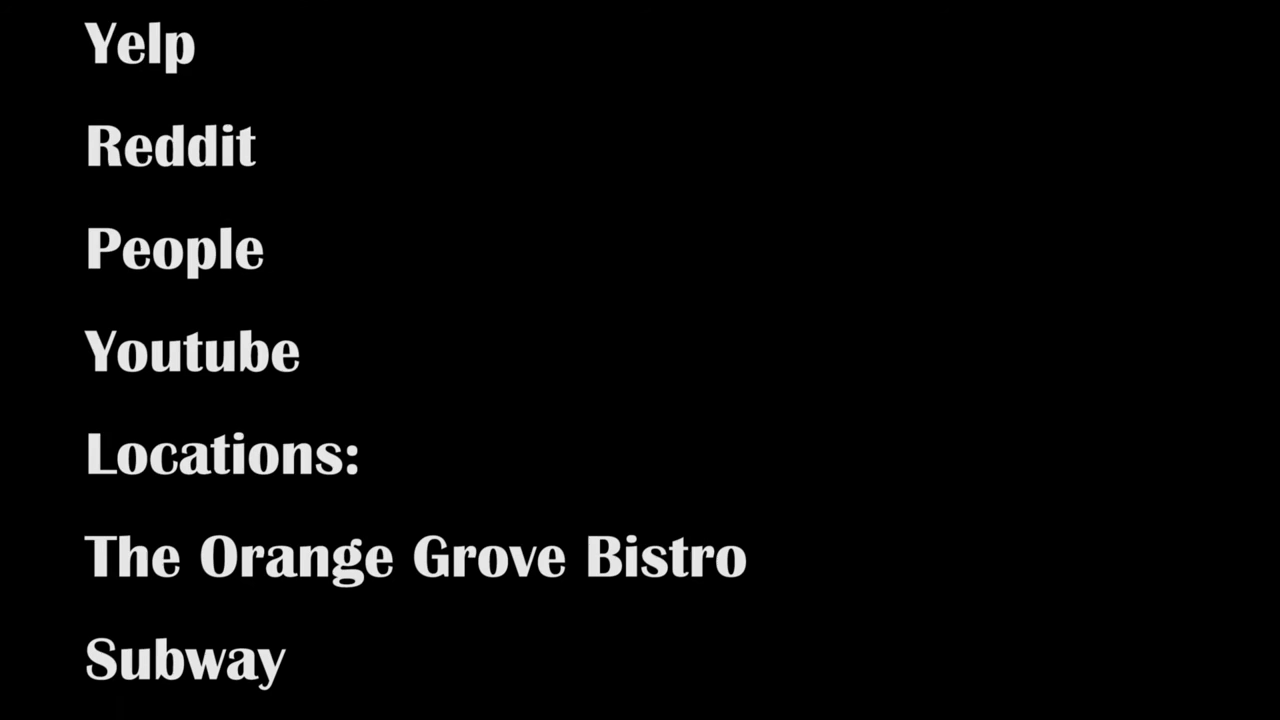 Yelp
Reddit
People
Youtube
Locations:
The Orange Grove Bistro
Subway